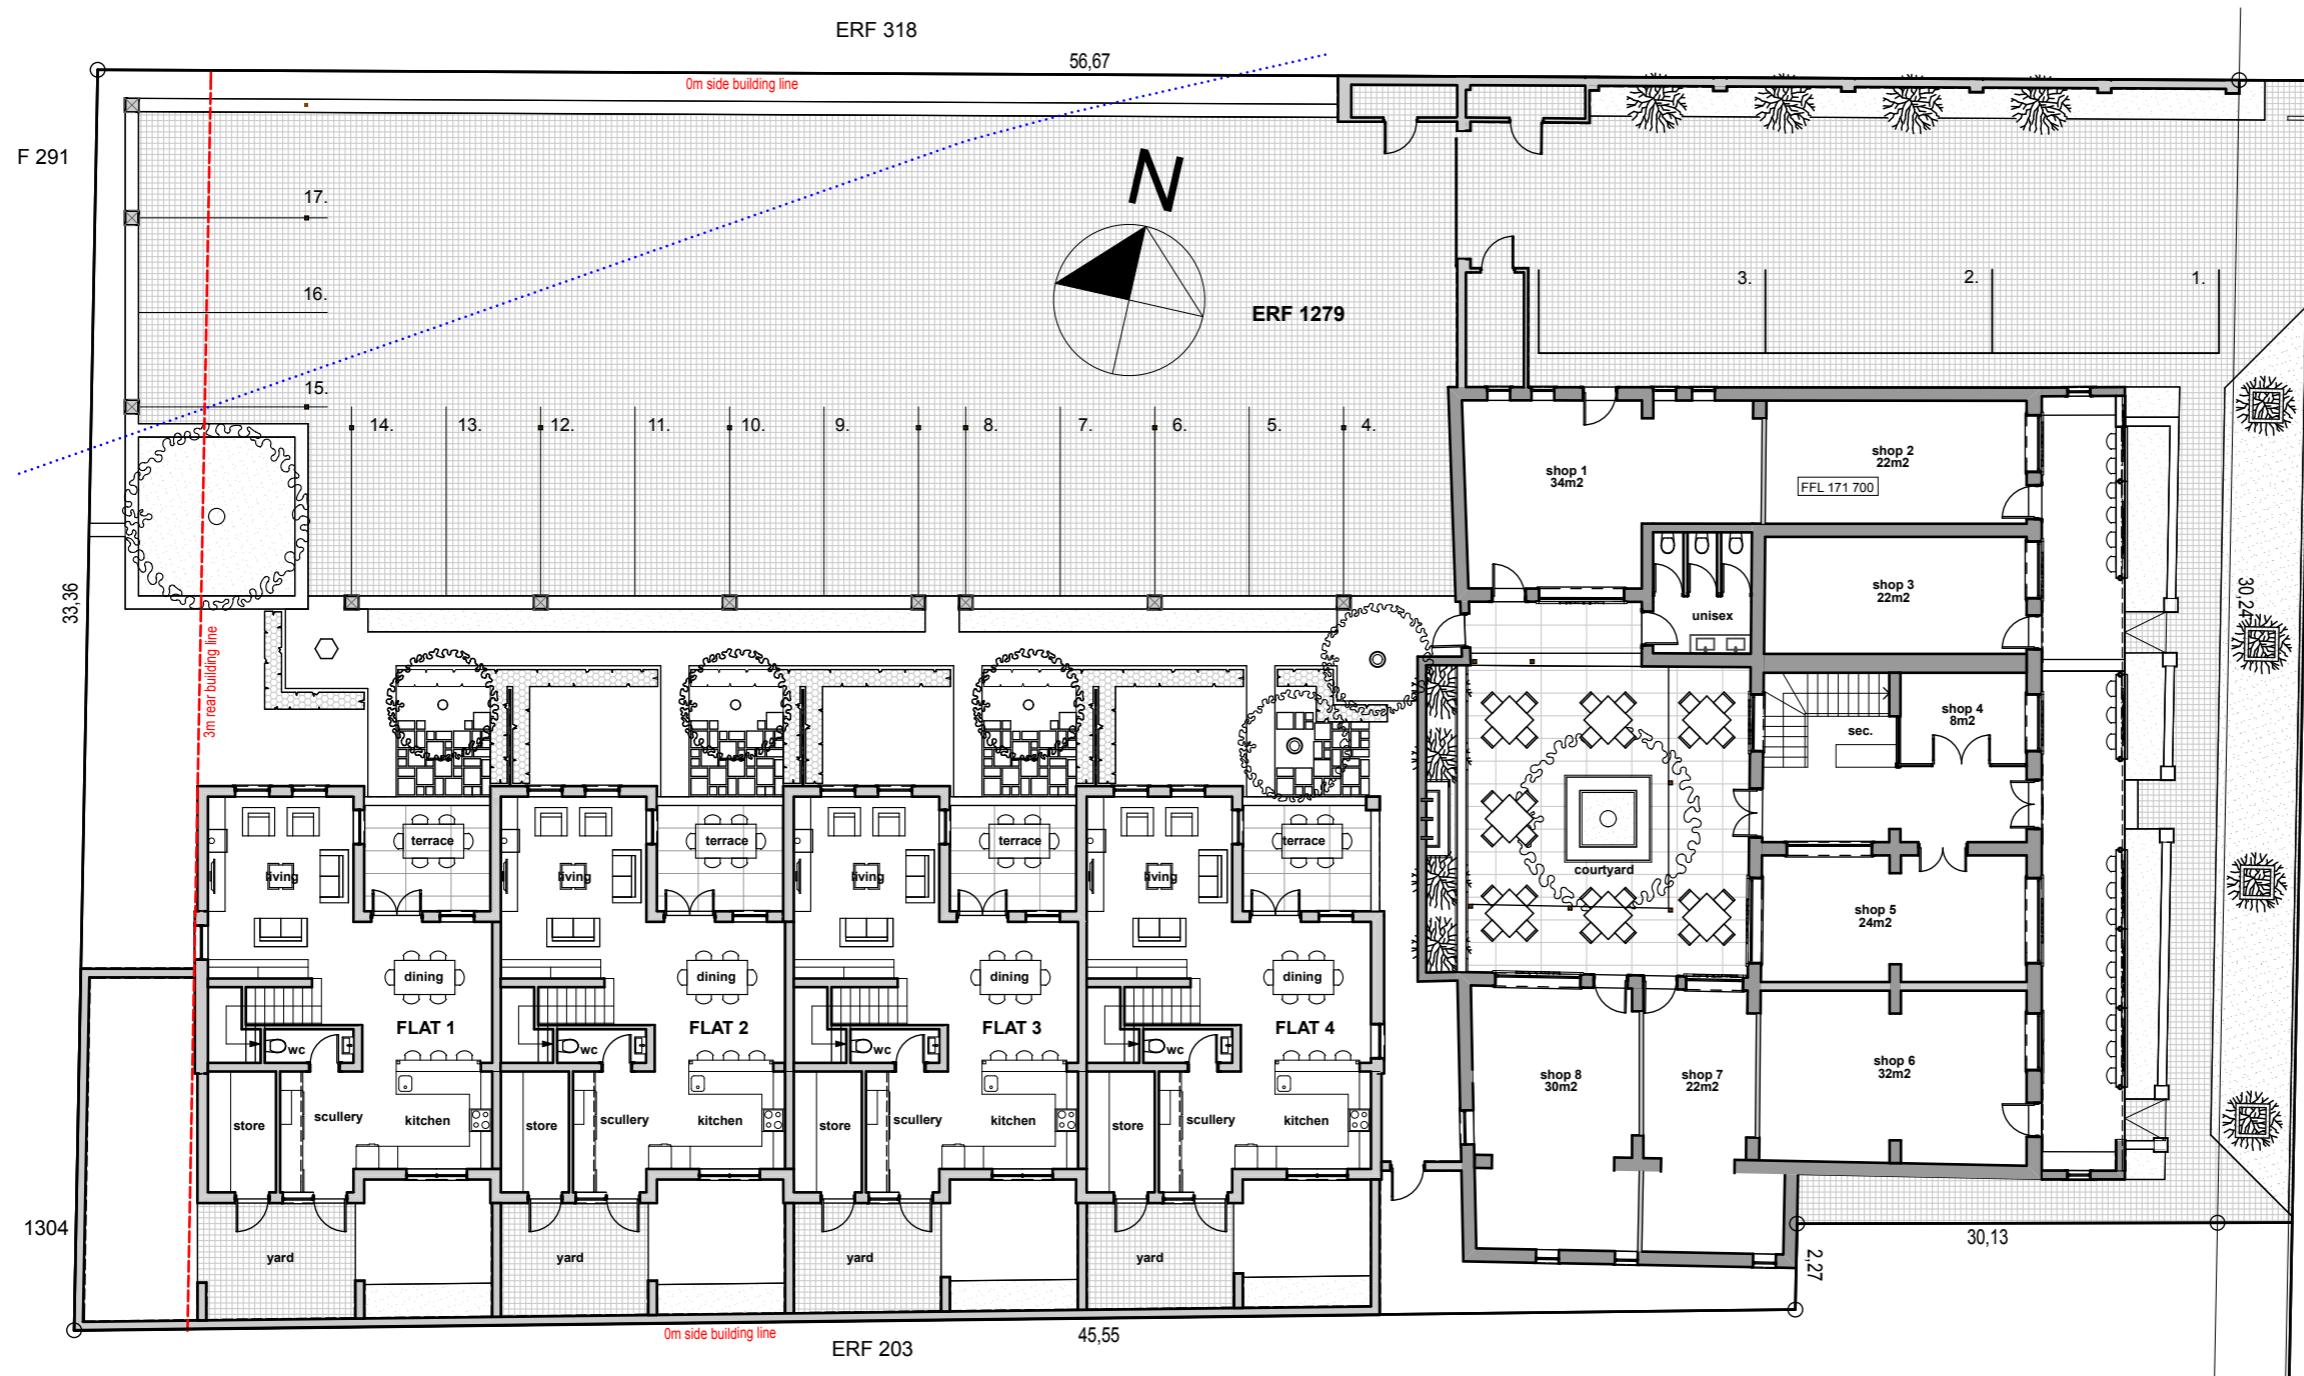 ERF 318
56,67
0m side building line
F 291
N
17.
16.
15.
ERF 1279
3.
2.
1.
14.
13.
12.
11.
10.
9.
8.
7.
6.
5.
4.
shop 1
34m2
shop 2
22m2
FFL 171 700
shop 3
22m2
unisex
33,36
3m rear building line
30,24
shop 4
8m2
sec.
terrace
terrace
terrace
terrace
living
living
living
living
courtyard
shop 5
24m2
dining
dining
dining
dining
FLAT 1
FLAT 2
FLAT 3
FLAT 4
wc
wc
wc
wc
shop 8
30m2
shop 7
22m2
shop 6
32m2
store
scullery
kitchen
store
scullery
kitchen
store
scullery
kitchen
store
scullery
kitchen
1304
yard
yard
yard
yard
30,13
2,27
0m side building line
45,55
ERF 203